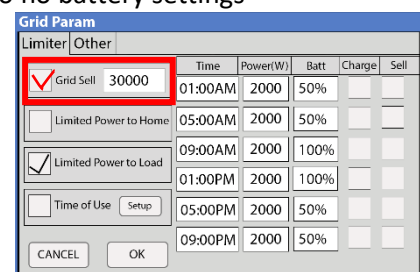 o no battery settings
Grid Param
Limiter Other
Time Power(W) Batt Charge Sell
Grid Sell 30000
01:00AM 2000 50%
Limited Power to Home 05:00AM 2000 50%
09:00AM 2000 100%
Limited Power to Load
01:00PM 2000 100%
Time of Use Setup 05:00PM 2000 50%
09:00PM 2000 50%
CANCEL OK